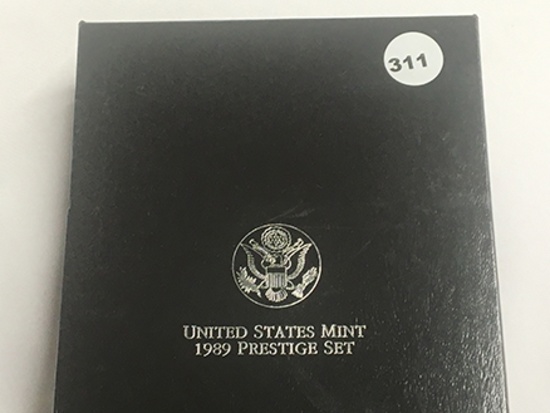 311
UNITED STATES MINT
1989 PRESTIGE SET